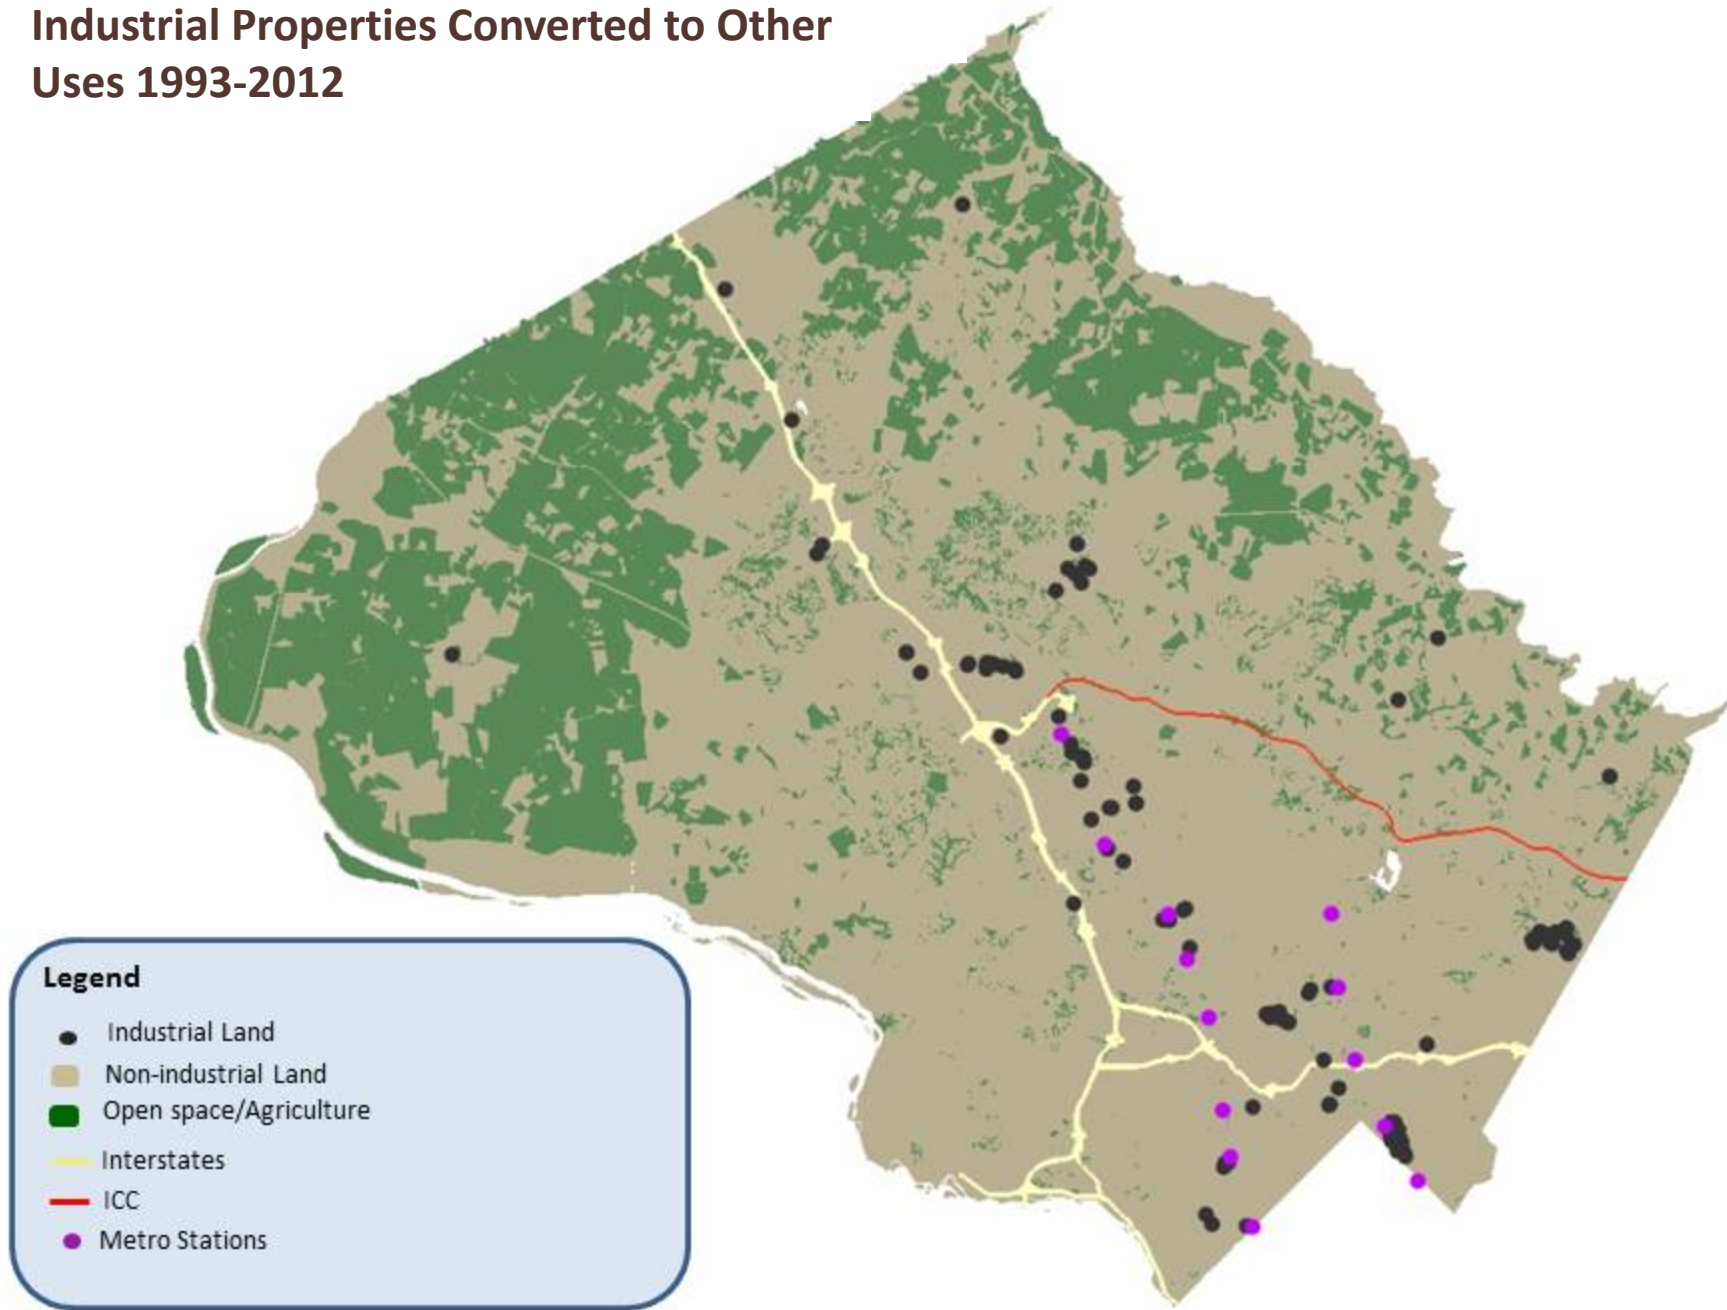 Industrial Properties Converted to Other
Uses 1993-2012
Legend
Industrial Land
Non-industrial Land
Open space/Agriculture
Interstates
ICC
Metro Stations